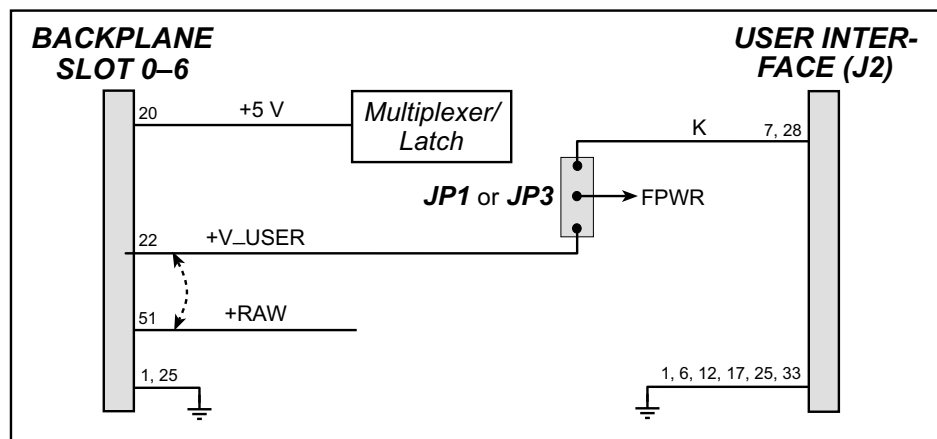 BACKPLANE
SLOT 0–6
USER INTER-
FACE (J2)
20
+5 V
Multiplexer/
Latch
K
7, 28
JP1 or JP3
FPWR
22
+V_USER
51
+RAW
1, 25
1, 6, 12, 17, 25, 33